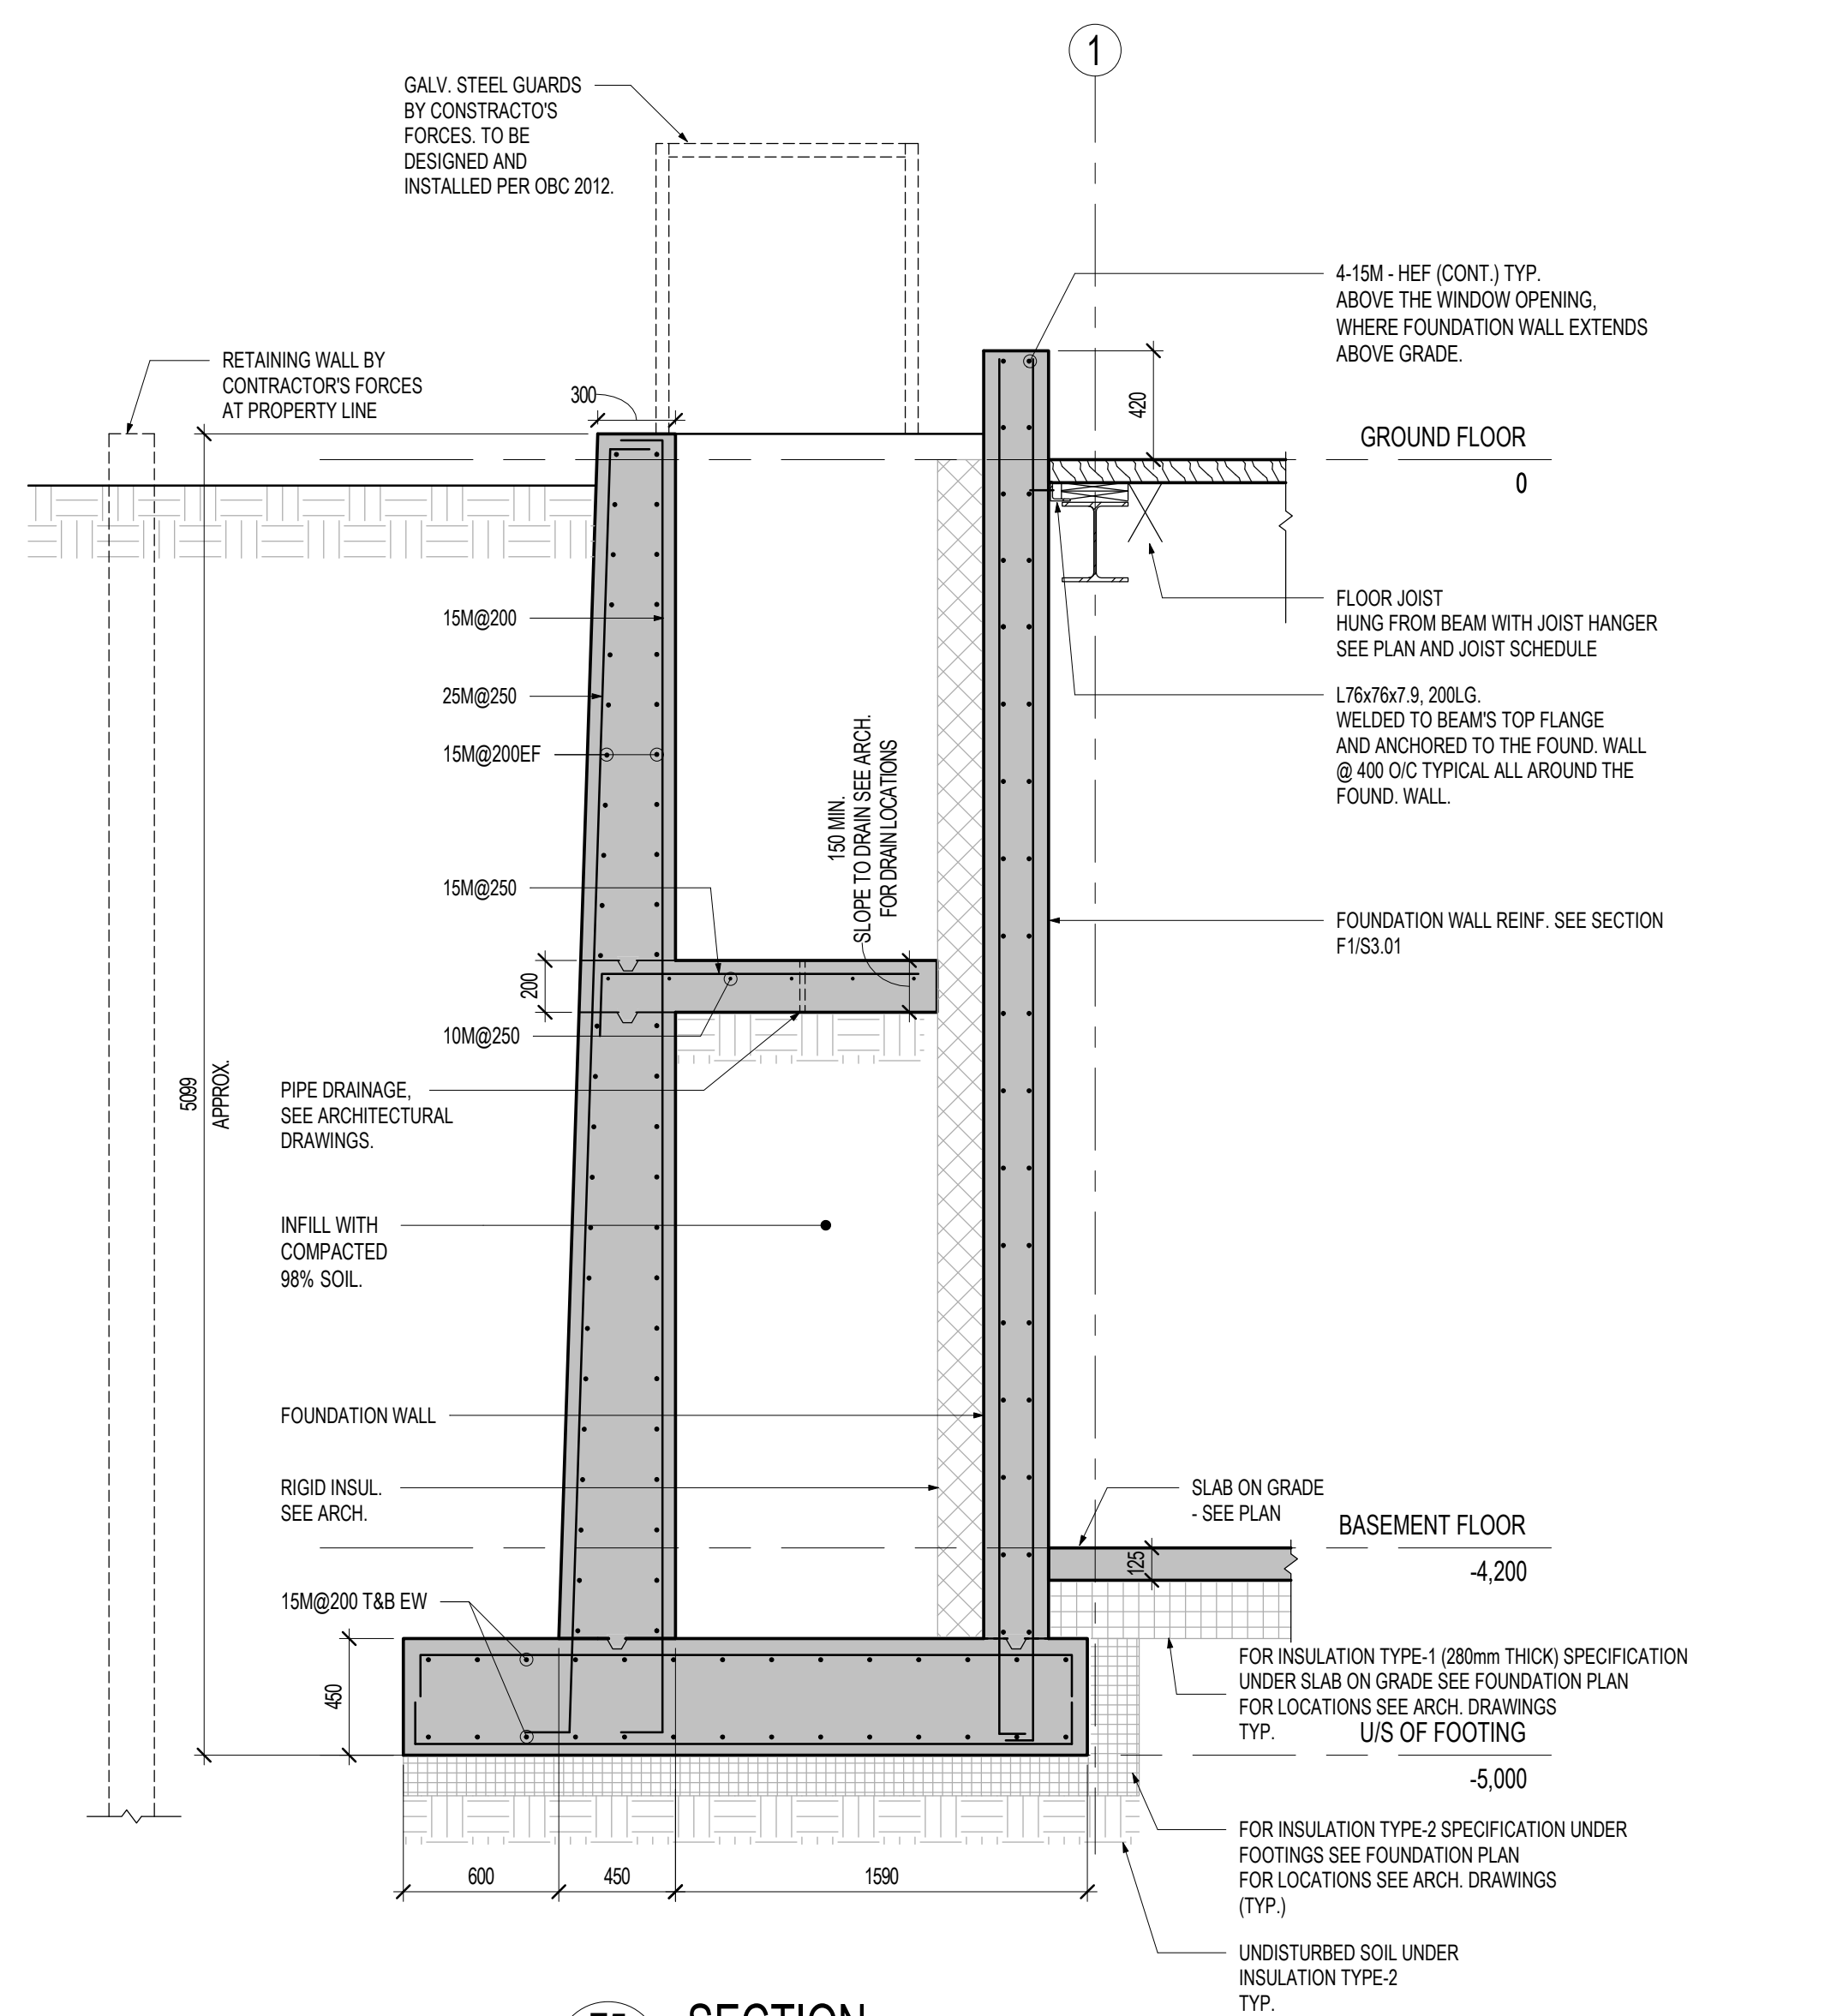 1
GALV. STEEL GUARDS
BY CONSTRACTO'S
FORCES. TO BE
DESIGNED AND
INSTALLED PER OBC 2012.
4-15M - HEF (CONT.) TYP.
ABOVE THE WINDOW OPENING,
WHERE FOUNDATION WALL EXTENDS
ABOVE GRADE.
RETAINING WALL BY
CONTRACTOR'S FORCES
AT PROPERTY LINE
300
420
GROUND FLOOR
0
15M@200
25M@250
15M@200EF
FLOOR JOIST
HUNG FROM BEAM WITH JOIST HANGER
SEE PLAN AND JOIST SCHEDULE
L76x76x7.9, 200LG.
WELDED TO BEAM'S TOP FLANGE
AND ANCHORED TO THE FOUND. WALL
@ 400 O/C TYPICAL ALL AROUND THE
FOUND. WALL.
150 MIN.
SLOPE TO DRAIN SEE ARCH.
FOR DRAIN LOCATIONS
15M@250
FOUNDATION WALL REINF. SEE SECTION
F1/S3.01
200
10M@250
5099
APPROX.
PIPE DRAINAGE,
SEE ARCHITECTURAL
DRAWINGS.
INFILL WITH
COMPACTED
98% SOIL.
FOUNDATION WALL
RIGID INSUL.
SEE ARCH.
SLAB ON GRADE
- SEE PLAN
BASEMENT FLOOR
-4,200
125
15M@200 T&B EW
450
FOR INSULATION TYPE-1 (280mm THICK) SPECIFICATION
UNDER SLAB ON GRADE SEE FOUNDATION PLAN
FOR LOCATIONS SEE ARCH. DRAWINGS
TYP.
U/S OF FOOTING
-5,000
FOR INSULATION TYPE-2 SPECIFICATION UNDER
FOOTINGS SEE FOUNDATION PLAN
FOR LOCATIONS SEE ARCH. DRAWINGS
(TYP.)
600
450
1590
UNDISTURBED SOIL UNDER
INSULATION TYPE-2
TYP.
SECTION